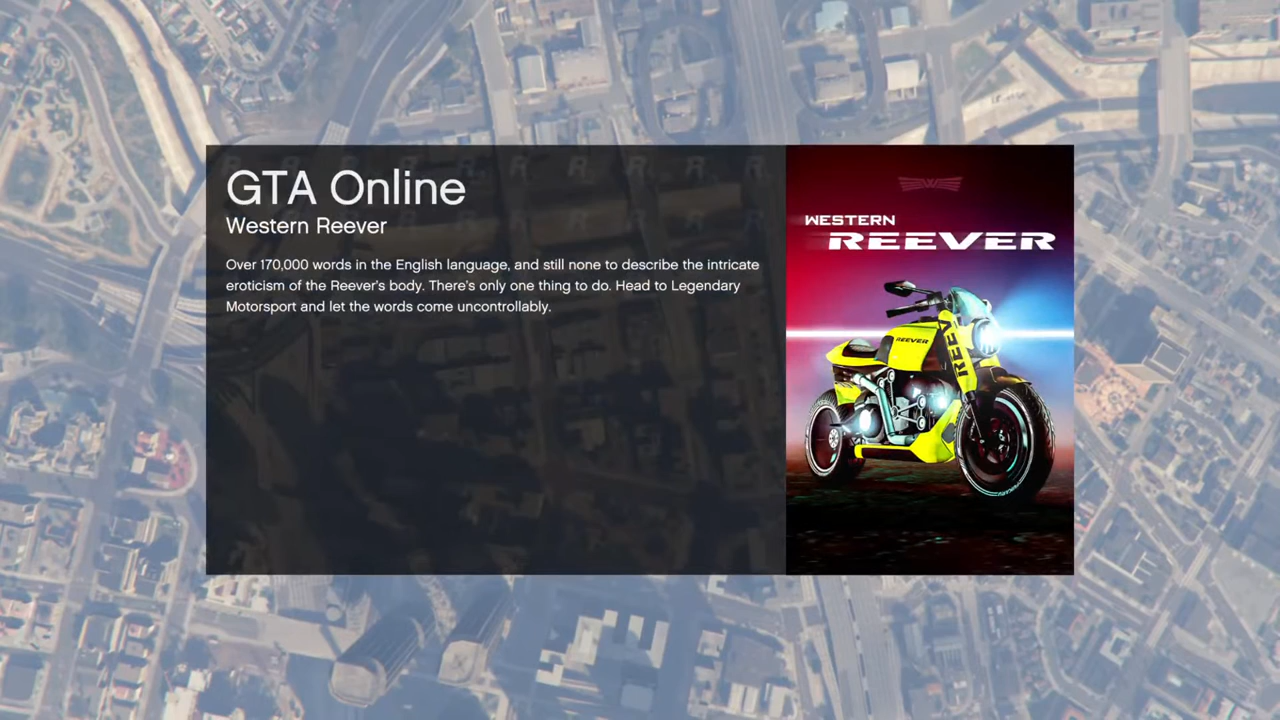 GTA Online
Western Reever
Over 170,000 words in the English language, and still none to describe the intricate
eroticism of the Reever's body. There's only one thing to do. Head to Legendary
Motorsport and let the words come uncontrollably.
WESTERN
REEVER
REEVER